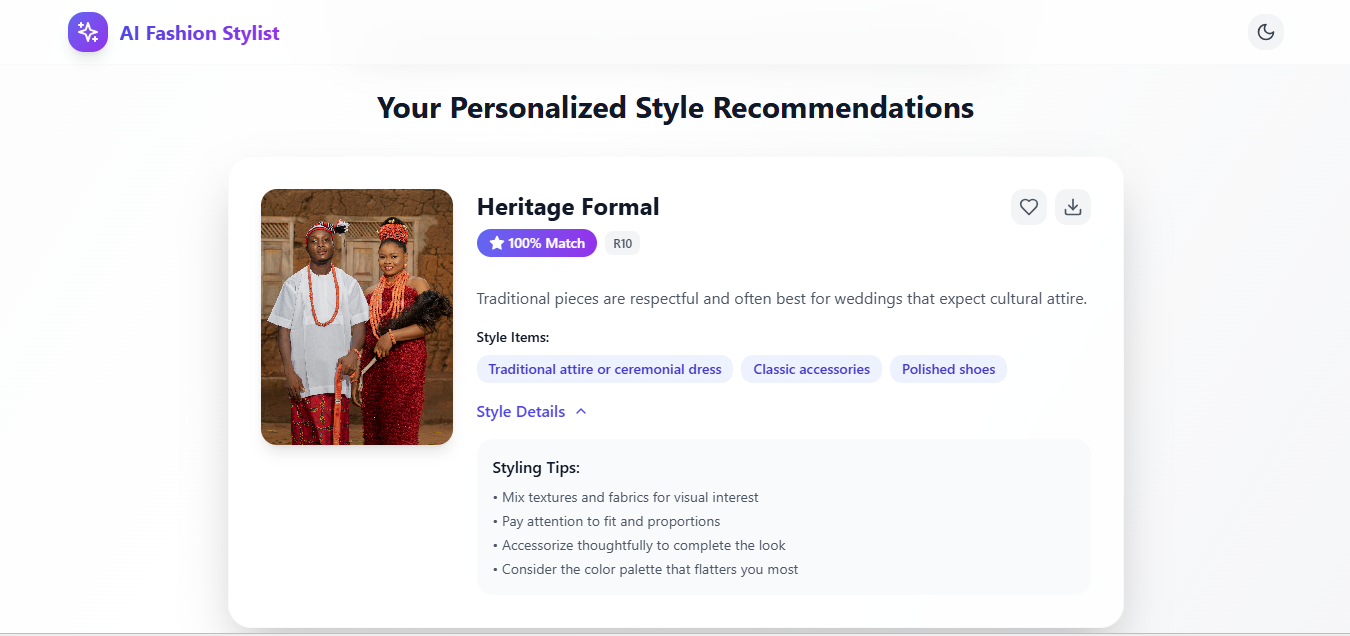 AI Fashion Stylist
Your Personalized Style Recommendations
Heritage Formal
100% Match
R10
Traditional pieces are respectful and often best for weddings that expect cultural attire.
Style Items:
Traditional attire or ceremonial dress
Classic accessories
Polished shoes
Style Details
Styling Tips:
• Mix textures and fabrics for visual interest
• Pay attention to fit and proportions
• Accessorize thoughtfully to complete the look
• Consider the color palette that flatters you most